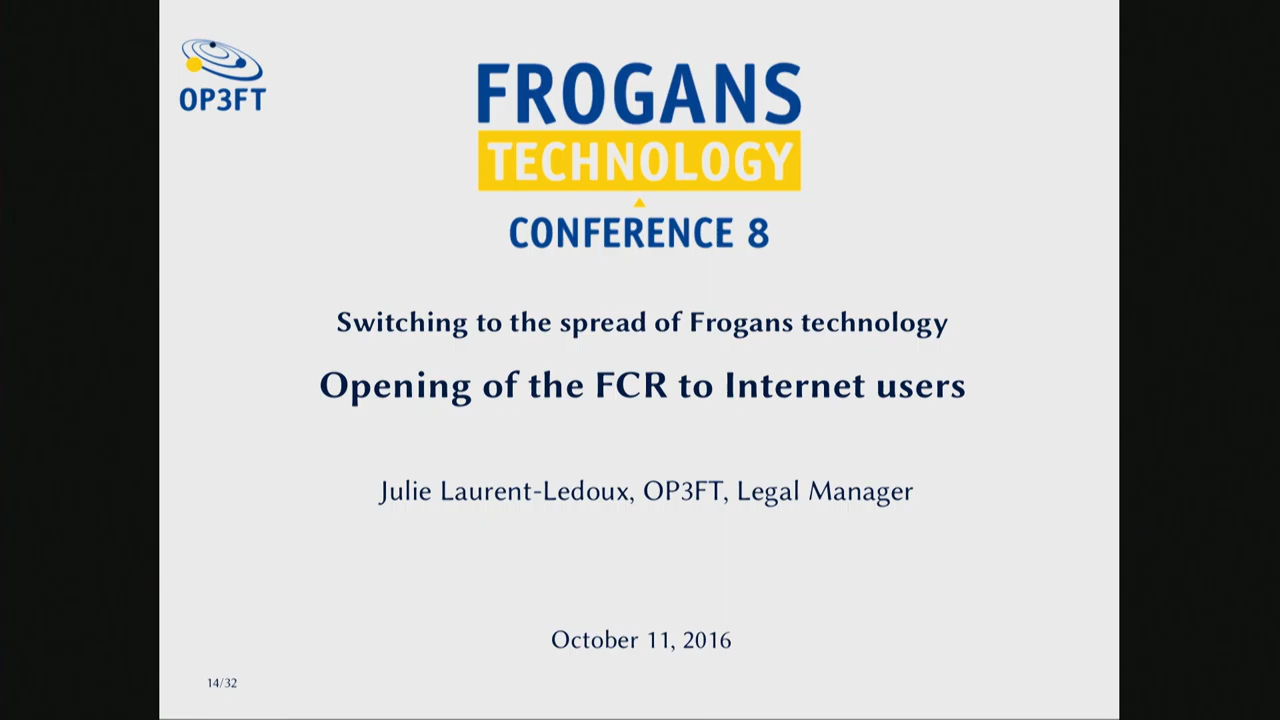 OP3FT
FROGANS
TECHNOLOGY
CONFERENCE 8
Switching to the spread of Frogans technology
Opening of the FCR to Internet users
Julie Laurent-Ledoux, OP3FT, Legal Manager
October 11, 2016
14/32